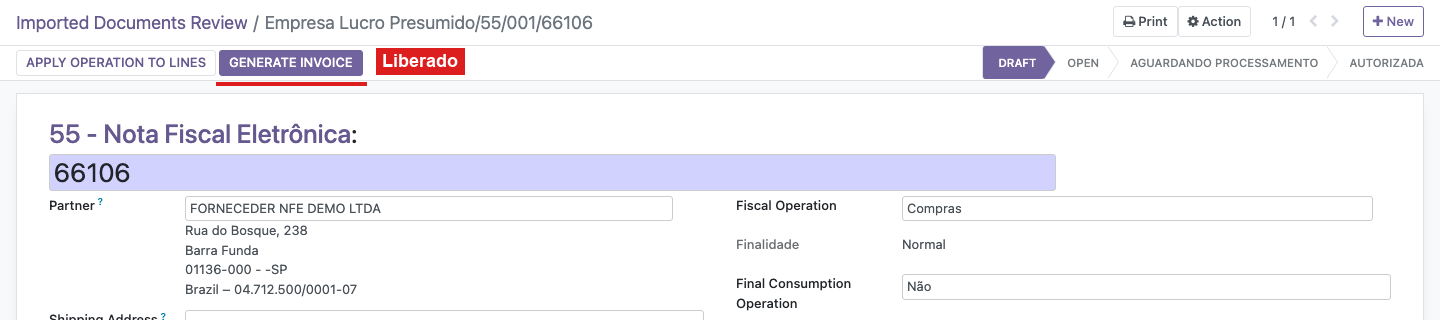 Imported Documents Review / Empresa Lucro Presumido/55/001/66106
Print
Action
1 / 1
New
APPLY OPERATION TO LINES
GENERATE INVOICE
Liberado
DRAFT
OPEN
AGUARDANDO PROCESSAMENTO
AUTORIZADA
55 - Nota Fiscal Eletrônica:
66106
Partner ?
FORNECEDER NFE DEMO LTDA
Rua do Bosque, 238
Barra Funda
01136-000 - -SP
Brazil – 04.712.500/0001-07
Shipping Address ?
Fiscal Operation
Compras
Finalidade
Normal
Final Consumption
Operation
Não